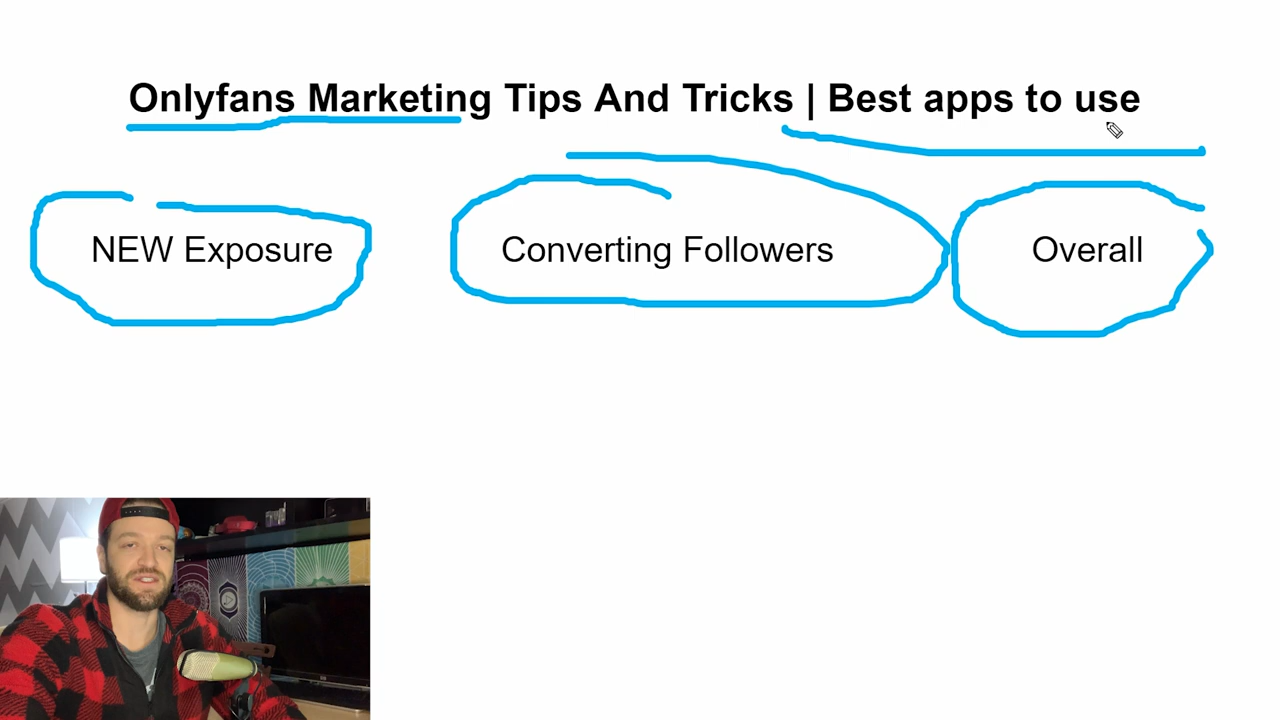 Onlyfans Marketing Tips And Tricks | Best apps to use
NEW Exposure
Converting Followers
Overall